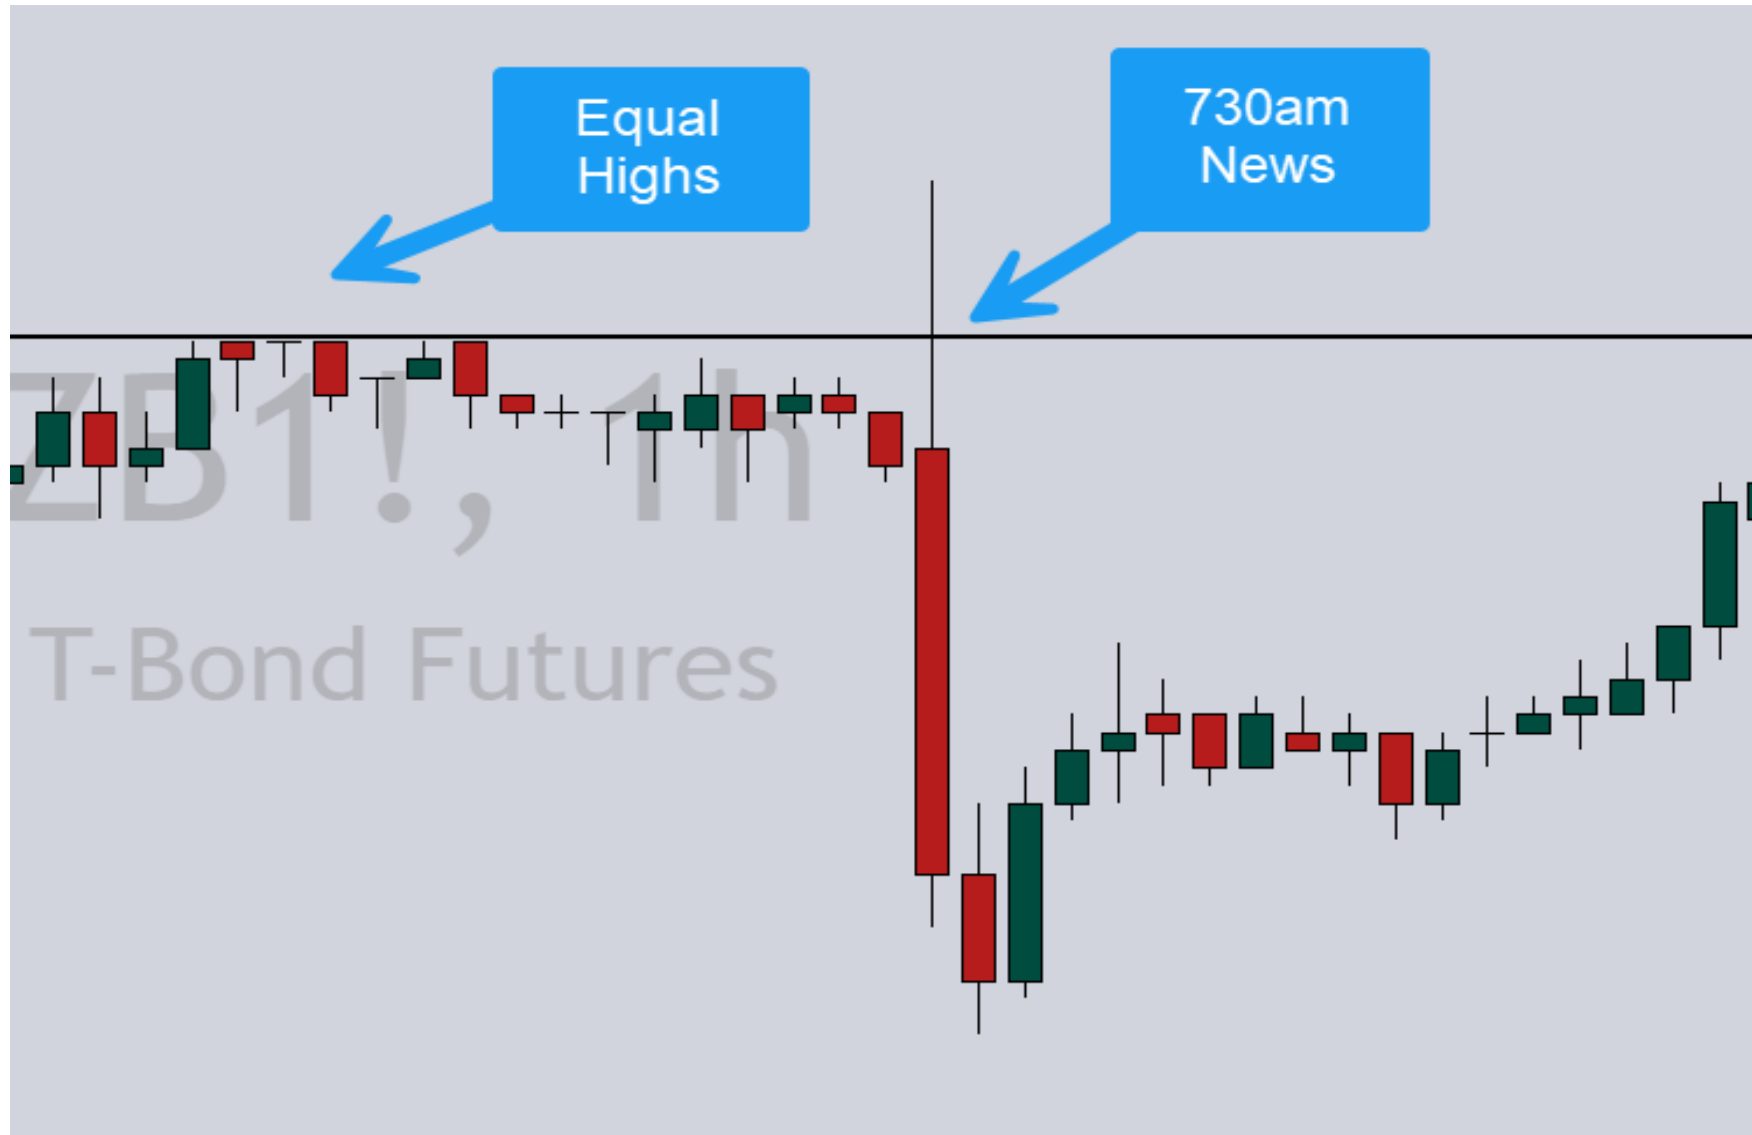 Equal
Highs
730am
News
ZB1!, 1h
T-Bond Futures